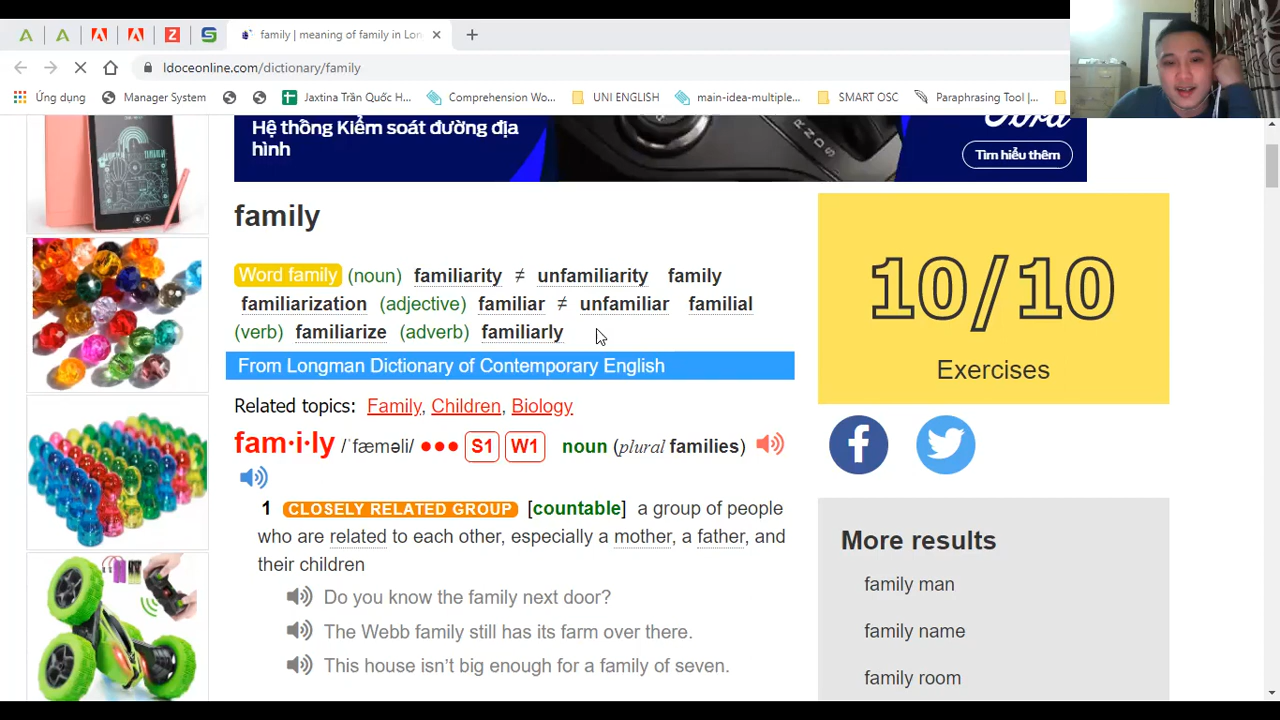 family | meaning of family in Lon
ldoceonline.com/dictionary/family
Ứng dụng
Manager System
Jaxtina Trần Quốc H...
Comprehension Wo...
UNI ENGLISH
main-idea-multiple...
SMART OSC
Paraphrasing Tool |...
Hệ thống Kiểm soát đường địa
hình
Ford
Tìm hiểu thêm
family
Word family (noun) familiarity ≠ unfamiliarity family
familiarization (adjective) familiar ≠ unfamiliar familial
(verb) familiarize (adverb) familiarly
From Longman Dictionary of Contemporary English
Related topics: Family, Children, Biology
fam·i·ly /ˈfæməli/ ●●● S1 W1 noun (plural families)
1 CLOSELY RELATED GROUP [countable] a group of people
who are related to each other, especially a mother, a father, and
their children
Do you know the family next door?
The Webb family still has its farm over there.
This house isn’t big enough for a family of seven.
10/10
Exercises
More results
family man
family name
family room